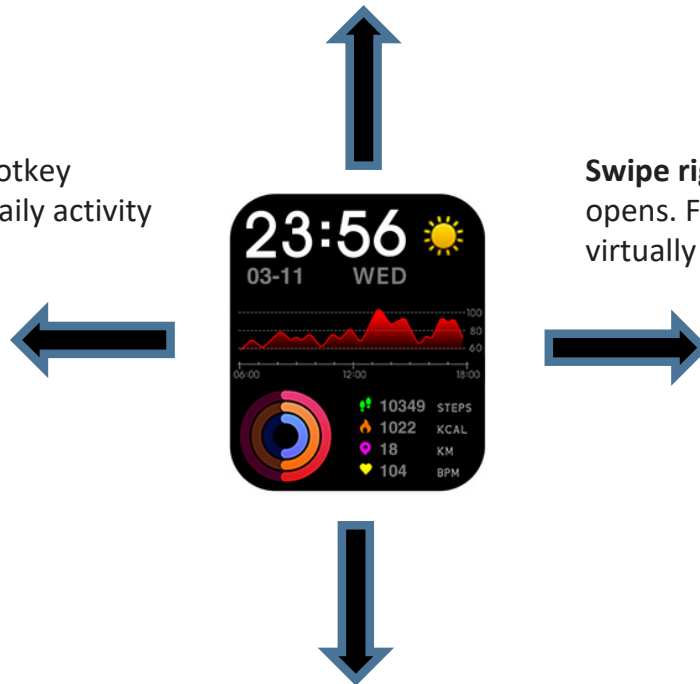 otkey
aily activity
Swipe rig
opens. F
virtually
23:56
03-11 WED
100
80
60
06:00 12:00 18:00
10349 STEPS
1022 KCAL
18 KM
104 BPM